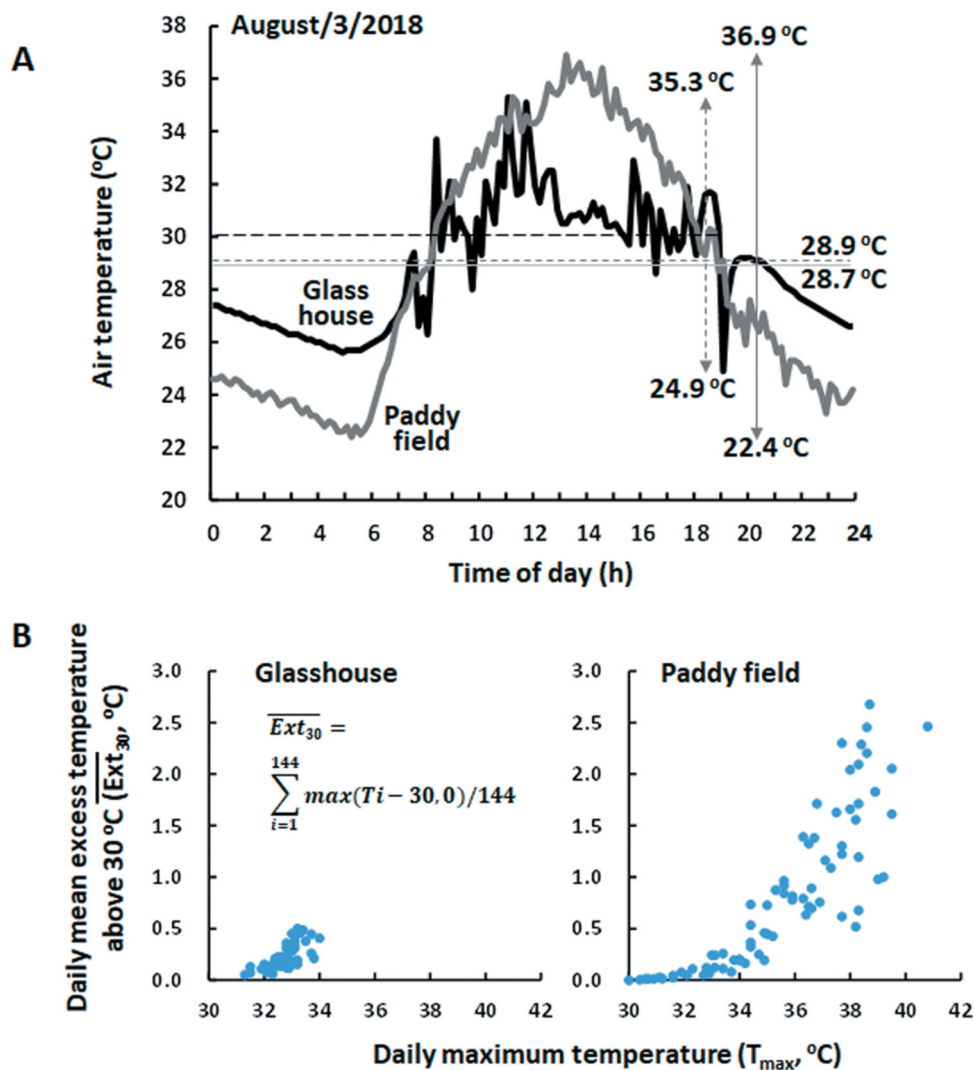 A
August/3/2018
Air temperature (ºC)
38
36
34
32
30
28
26
24
22
20
36.9 ºC
35.3 ºC
28.9 ºC
28.7 ºC
24.9 ºC
22.4 ºC
Glass
house
Paddy
field
0 2 4 6 8 10 12 14 16 18 20 22 24
Time of day (h)
B
Daily mean excess temperature
above 30 ºC (Ext30, ºC)
Glasshouse
3.0
2.5
2.0
1.5
1.0
0.5
0.0
Ext30 =
144
∑ max(Ti − 30, 0)/144
i=1
30 32 34 36 38 40 42
Paddy field
3.0
2.5
2.0
1.5
1.0
0.5
0.0
30 32 34 36 38 40 42
Daily maximum temperature (Tmax, ºC)